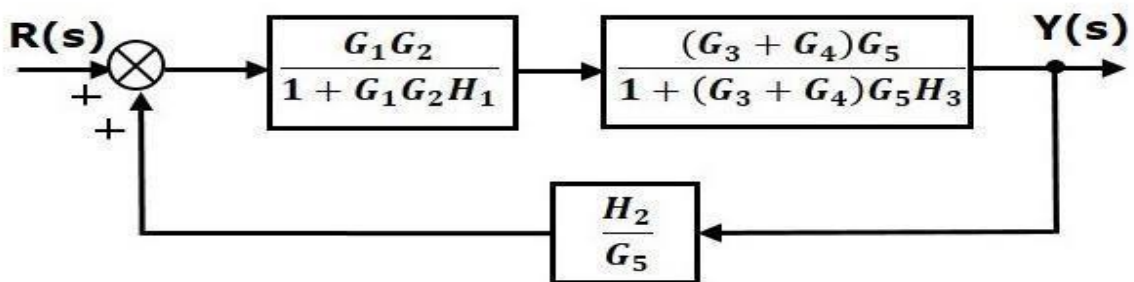 R(s)
+
+
G₁G₂
1 + G₁G₂H₁
(G₃ + G₄)G₅
1 + (G₃ + G₄)G₅H₃
Y(s)
H₂
G₅